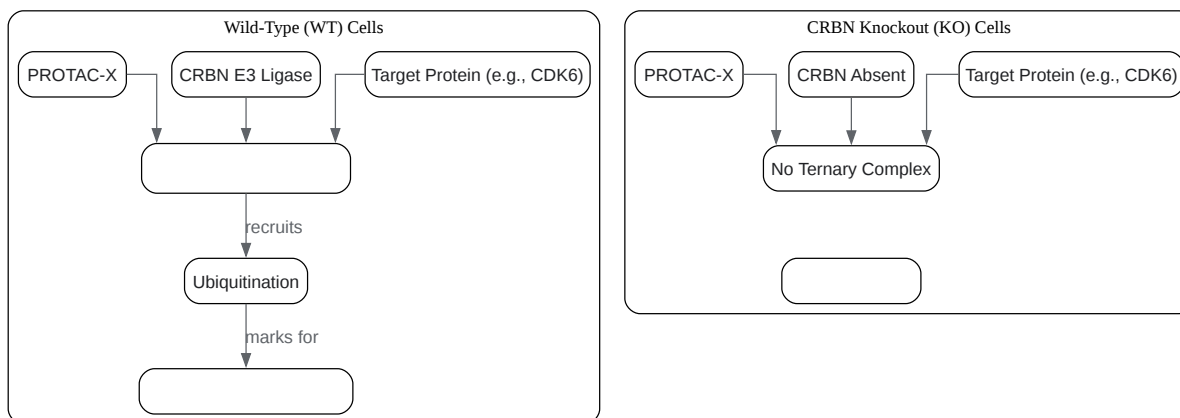 Wild-Type (WT) Cells
PROTAC-X
CRBN E3 Ligase
Target Protein (e.g., CDK6)
recruits
Ubiquitination
marks for
CRBN Knockout (KO) Cells
PROTAC-X
CRBN Absent
Target Protein (e.g., CDK6)
No Ternary Complex